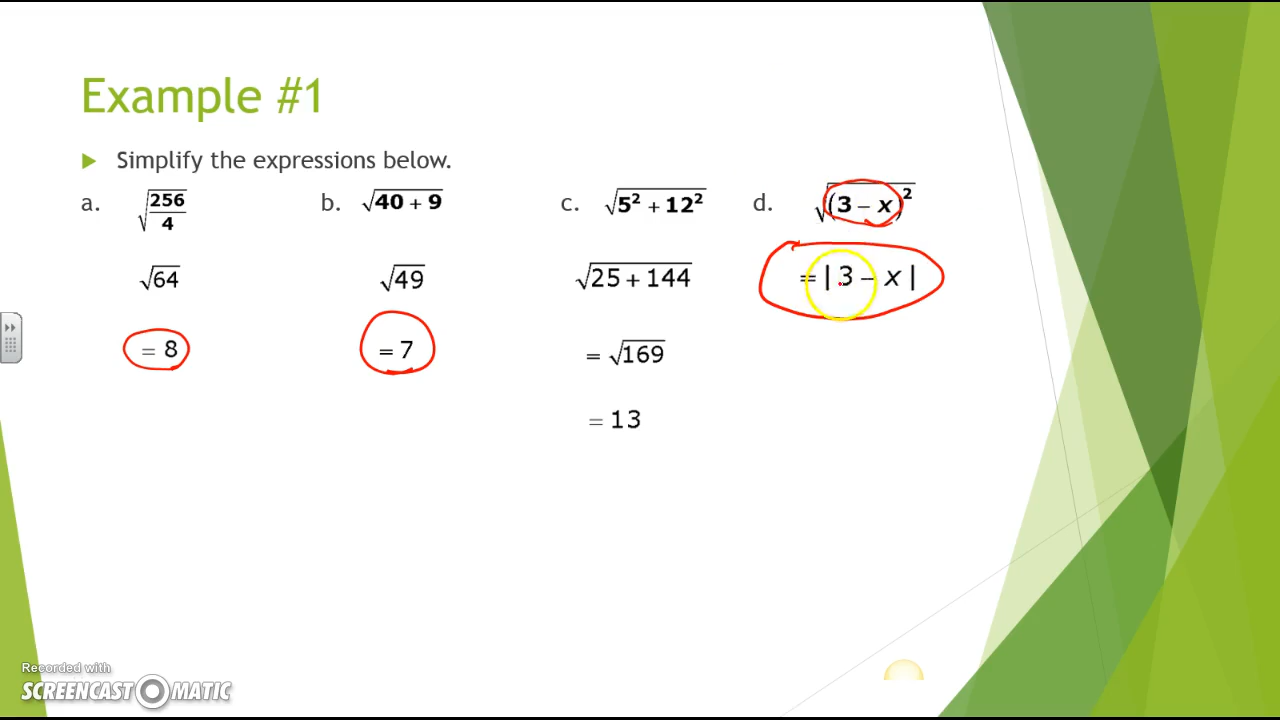 Example #1
Simplify the expressions below.
a. √(256/4) b. √(40 + 9) c. √(5² + 12²) d. √((3 – x)²)
√64 √49 √(25 + 144) = | 3 – x |
= 8 = 7 = √169
= 13
Recorded with
SCREENCAST-O-MATIC